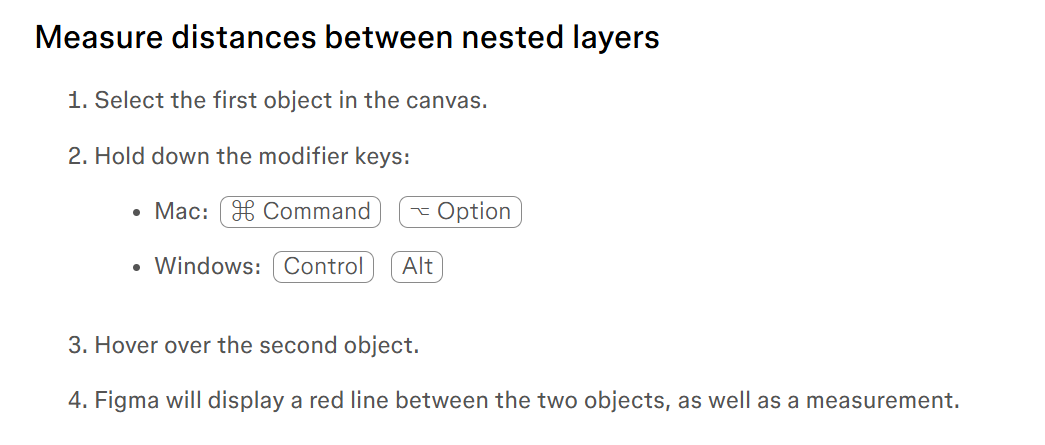 Measure distances between nested layers
1. Select the first object in the canvas.
2. Hold down the modifier keys:
• Mac: ⌘ Command ⌥ Option
• Windows: Control Alt
3. Hover over the second object.
4. Figma will display a red line between the two objects, as well as a measurement.